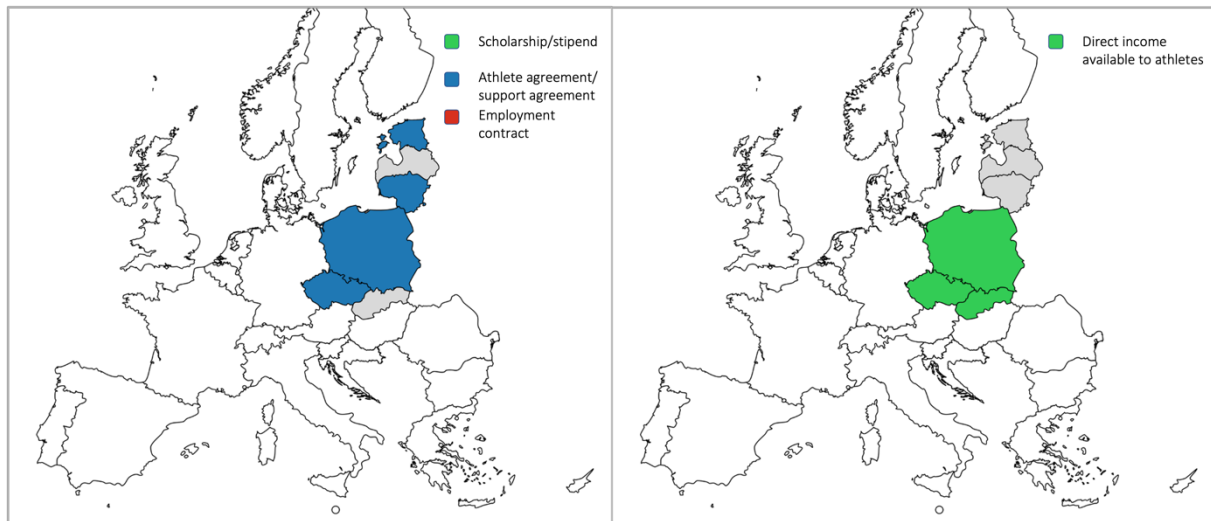 Scholarship/stipend
Athlete agreement/
support agreement
Employment
contract
Direct income
available to athletes